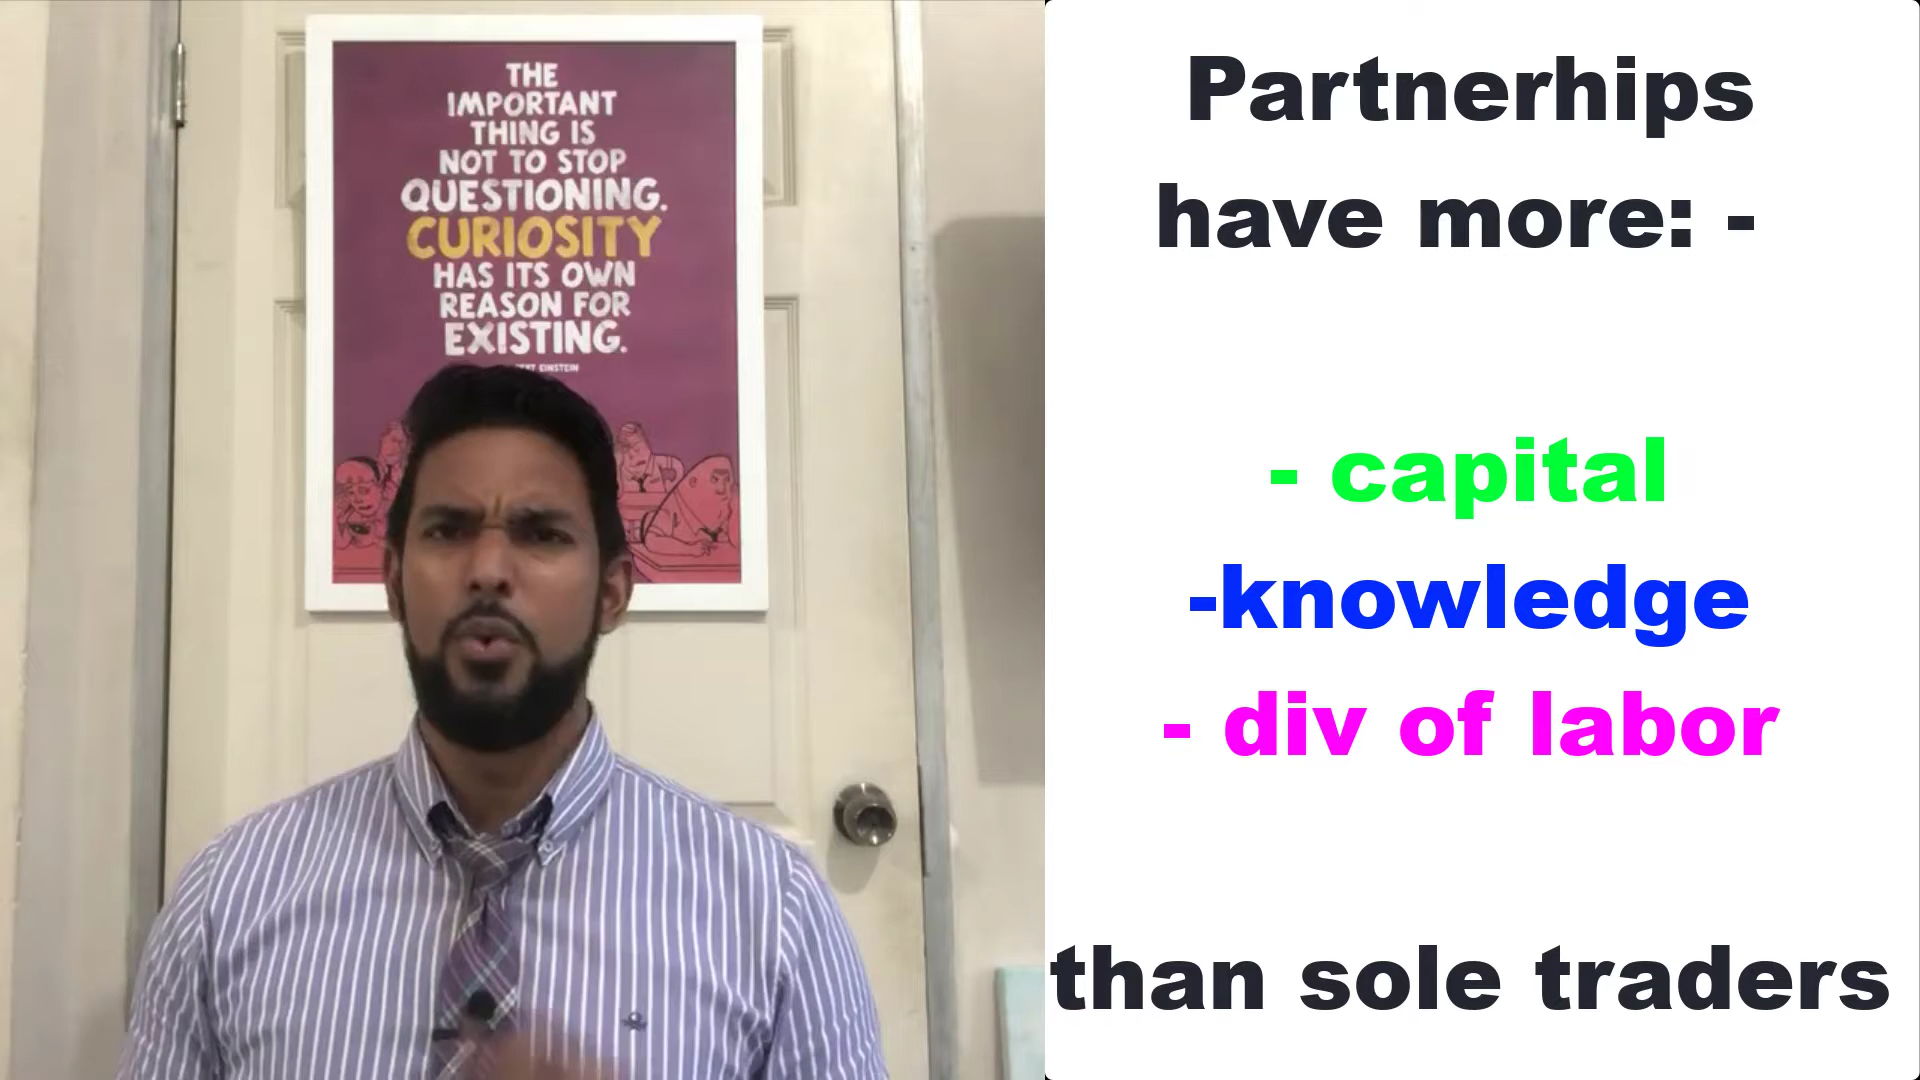 THE
IMPORTANT
THING IS
NOT TO STOP
QUESTIONING.
CURIOSITY
HAS ITS OWN
REASON FOR
EXISTING.
EINSTEIN
Partnerhips
have more: -
- capital
-knowledge
- div of labor
than sole traders